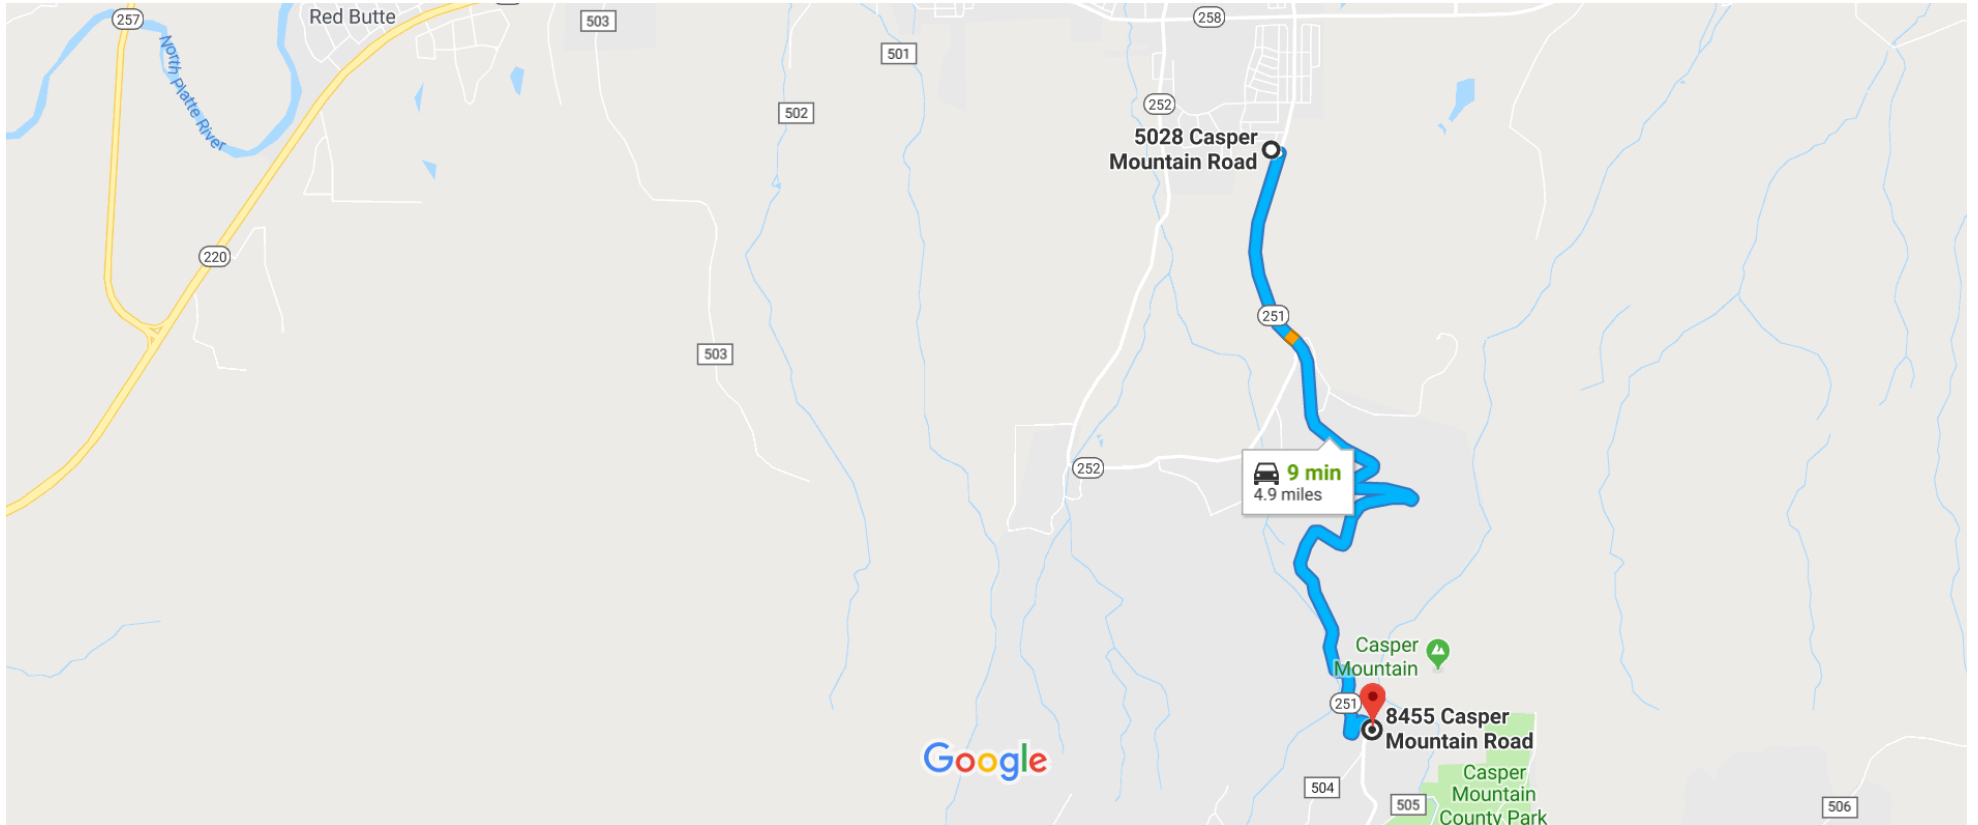 257
Red Butte
503
258
501
North Platte River
502
252
5028 Casper
Mountain Road
220
251
503
252
9 min
4.9 miles
Casper
Mountain
251
8455 Casper
Mountain Road
Google
Casper
Mountain
County Park
504
505
506